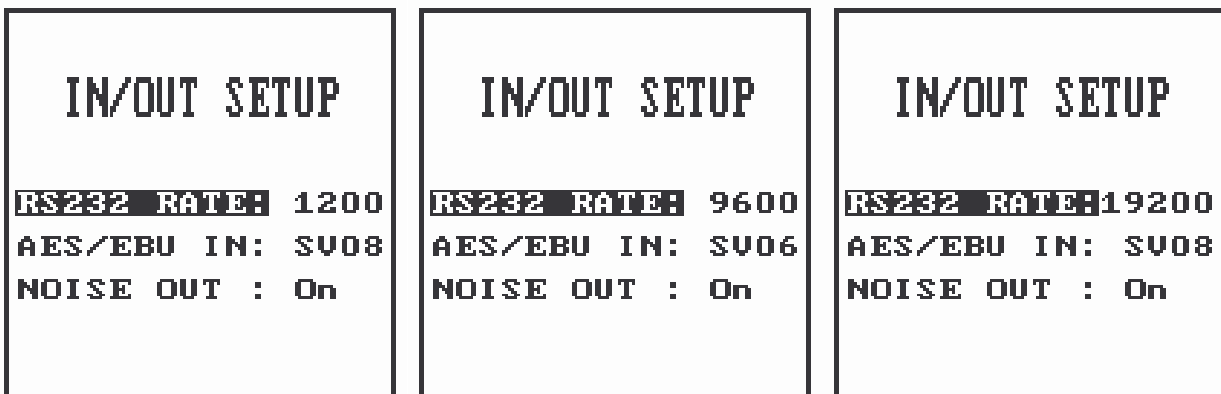 IN/OUT SETUP
RS232 RATE: 1200
AES/EBU IN: SV08
NOISE OUT : On
IN/OUT SETUP
RS232 RATE: 9600
AES/EBU IN: SV06
NOISE OUT : On
IN/OUT SETUP
RS232 RATE:19200
AES/EBU IN: SV08
NOISE OUT : On